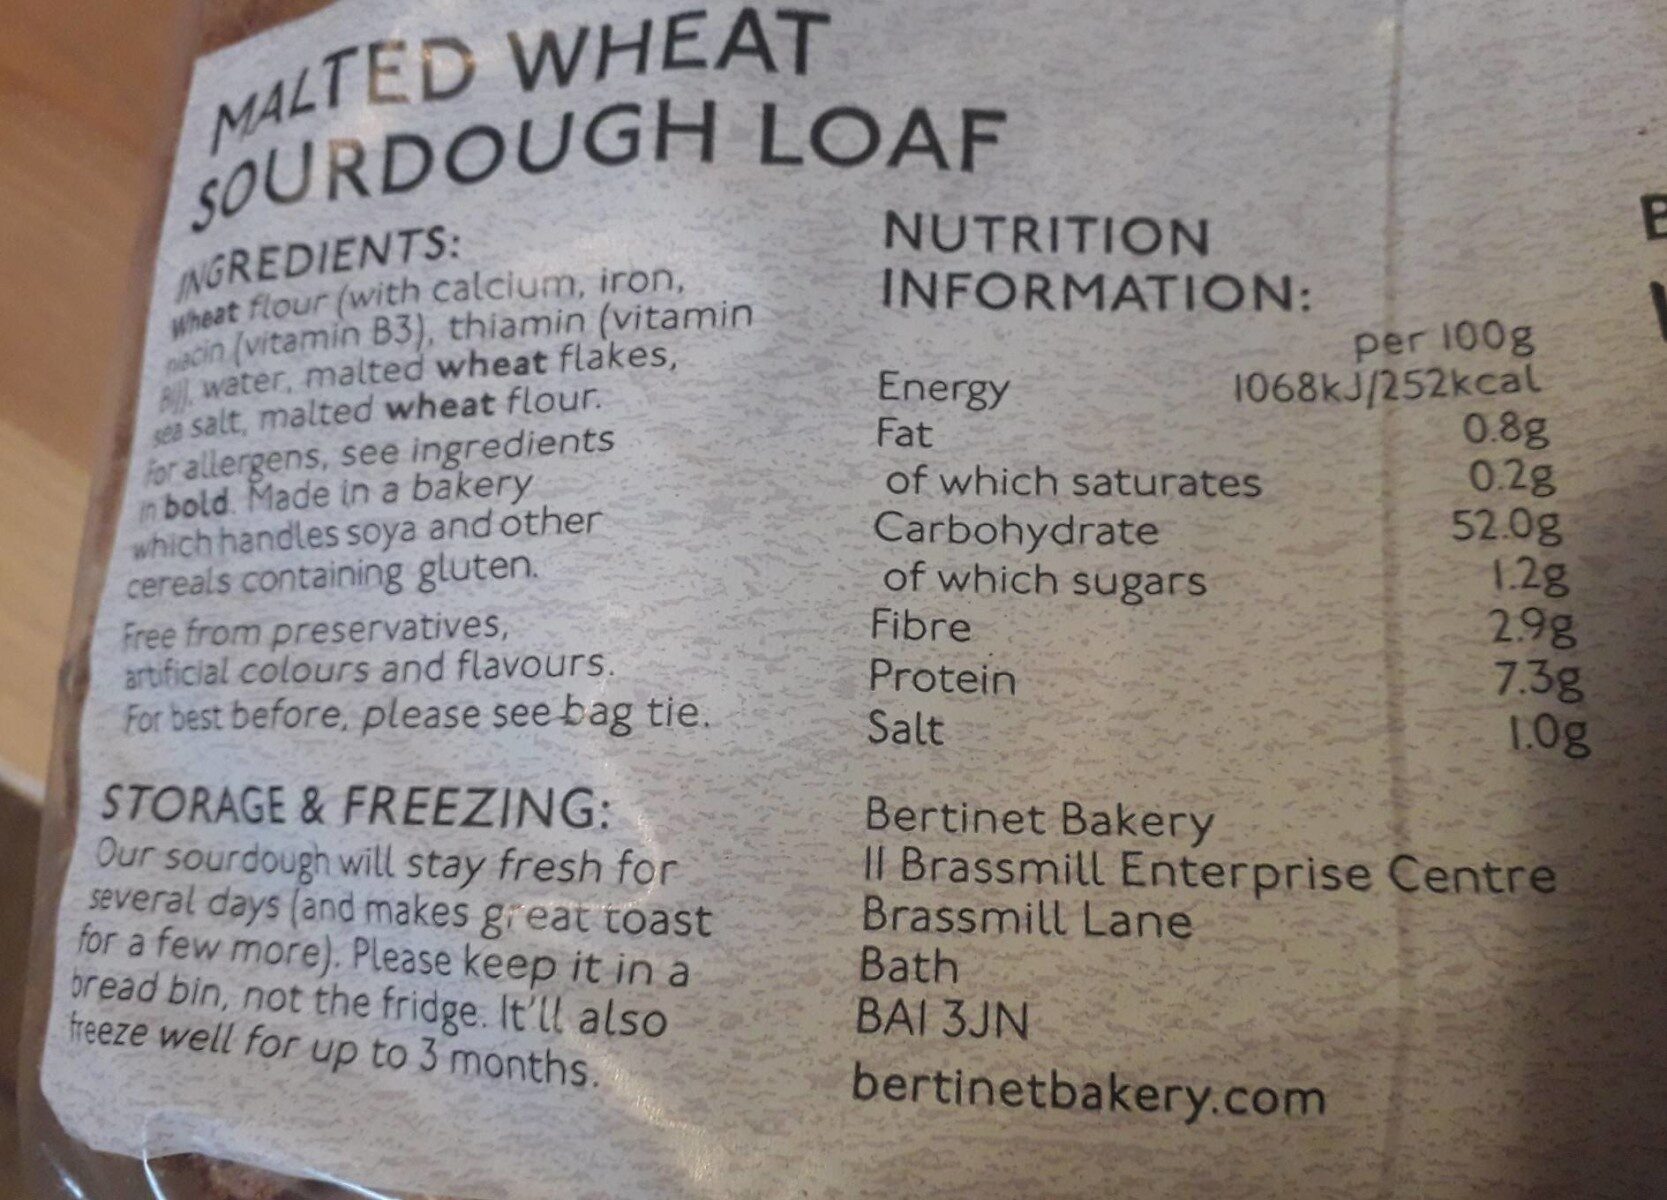 MALTED WHEAT
SOURDOUGH LOAF
INGREDIENTS:
Wheat flour (with calcium, iron,
niacin (vitamin B3), thiamin (vitamin
B1)), water, malted wheat flakes,
sea salt, malted wheat flour.
For allergens, see ingredients
in bold. Made in a bakery
which handles soya and other
cereals containing gluten.
Free from preservatives,
artificial colours and flavours.
For best before, please see bag tie.
STORAGE & FREEZING:
Our sourdough will stay fresh for
several days (and makes great toast
for a few more). Please keep it in a
bread bin, not the fridge. It'll also
freeze well for up to 3 months.
NUTRITION
INFORMATION:
per 100g
Energy 1068kJ/252kcal
Fat 0.8g
of which saturates 0.2g
Carbohydrate 52.0g
of which sugars 1.2g
Fibre 2.9g
Protein 7.3g
Salt 1.0g
Bertinet Bakery
11 Brassmill Enterprise Centre
Brassmill Lane
Bath
BA1 3JN
bertinetbakery.com